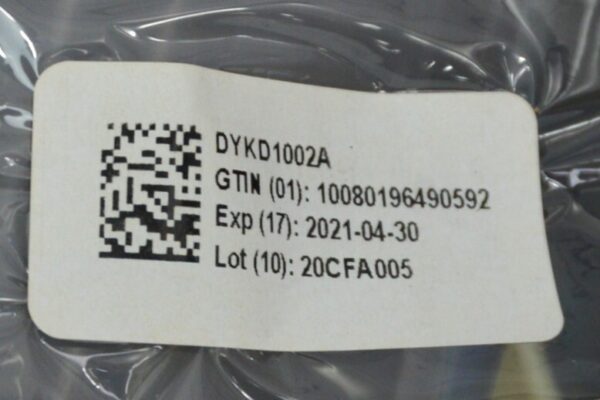 DYKD1002A
GTIN (01): 10080196490592
Exp (17): 2021-04-30
Lot (10): 20CFA005